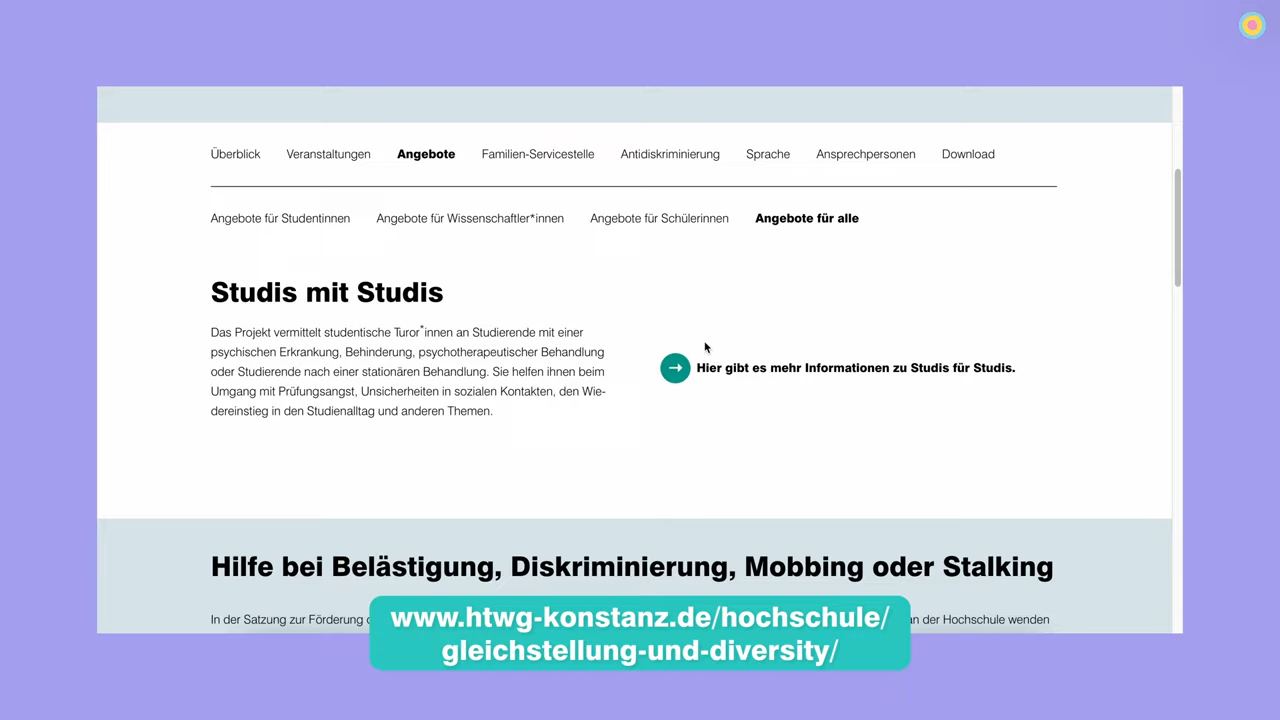 Überblick Veranstaltungen Angebote Familien-Servicestelle Antidiskriminierung Sprache Ansprechpersonen Download
Angebote für Studentinnen Angebote für Wissenschaftler*innen Angebote für Schülerinnen Angebote für alle
Studis mit Studis
Das Projekt vermittelt studentische Turor*innen an Studierende mit einer
psychischen Erkrankung, Behinderung, psychotherapeutischer Behandlung
oder Studierende nach einer stationären Behandlung. Sie helfen ihnen beim
Umgang mit Prüfungsangst, Unsicherheiten in sozialen Kontakten, den Wie-
dereinstieg in den Studienalltag und anderen Themen.
Hier gibt es mehr Informationen zu Studis für Studis.
Hilfe bei Belästigung, Diskriminierung, Mobbing oder Stalking
In der Satzung zur Förderung an der Hochschule wenden
www.htwg-konstanz.de/hochschule/
gleichstellung-und-diversity/